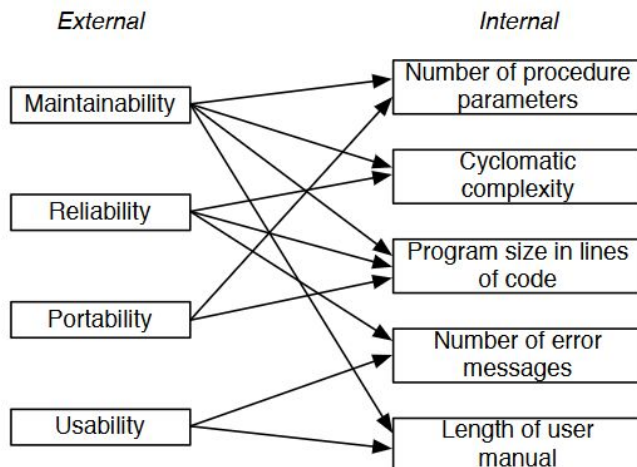 External
Internal
Maintainability
Reliability
Portability
Usability
Number of procedure
parameters
Cyclomatic
complexity
Program size in lines
of code
Number of error
messages
Length of user
manual